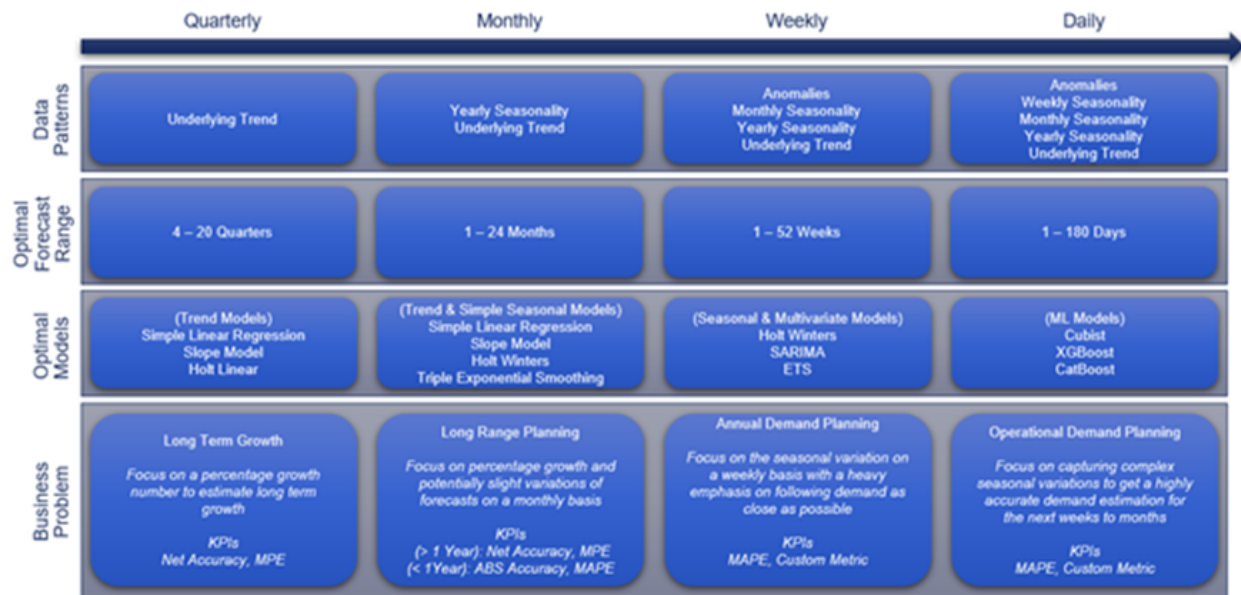 Quarterly
Monthly
Weekly
Daily
Data
Patterns
Underlying Trend
Yearly Seasonality
Underlying Trend
Anomalies
Monthly Seasonality
Yearly Seasonality
Underlying Trend
Anomalies
Weekly Seasonality
Monthly Seasonality
Yearly Seasonality
Underlying Trend
Optimal
Forecast
Range
4 – 20 Quarters
1 – 24 Months
1 – 52 Weeks
1 – 180 Days
Optimal
Models
(Trend Models)
Simple Linear Regression
Slope Model
Holt Linear
(Trend & Simple Seasonal Models)
Simple Linear Regression
Slope Model
Holt Winters
Triple Exponential Smoothing
(Seasonal & Multivariate Models)
Holt Winters
SARIMA
ETS
(ML Models)
Cubist
XGBoost
CatBoost
Business
Problem
Long Term Growth
Focus on a percentage growth
number to estimate long term
growth
KPIs
Net Accuracy, MPE
Long Range Planning
Focus on percentage growth and
potentially slight variations of
forecasts on a monthly basis
KPIs
(> 1 Year): Net Accuracy, MPE
(< 1Year): ABS Accuracy, MAPE
Annual Demand Planning
Focus on the seasonal variation on
a weekly basis with a heavy
emphasis on following demand as
close as possible
KPIs
MAPE, Custom Metric
Operational Demand Planning
Focus on capturing complex
seasonal variations to get a highly
accurate demand estimation for
the next weeks to months
KPIs
MAPE, Custom Metric